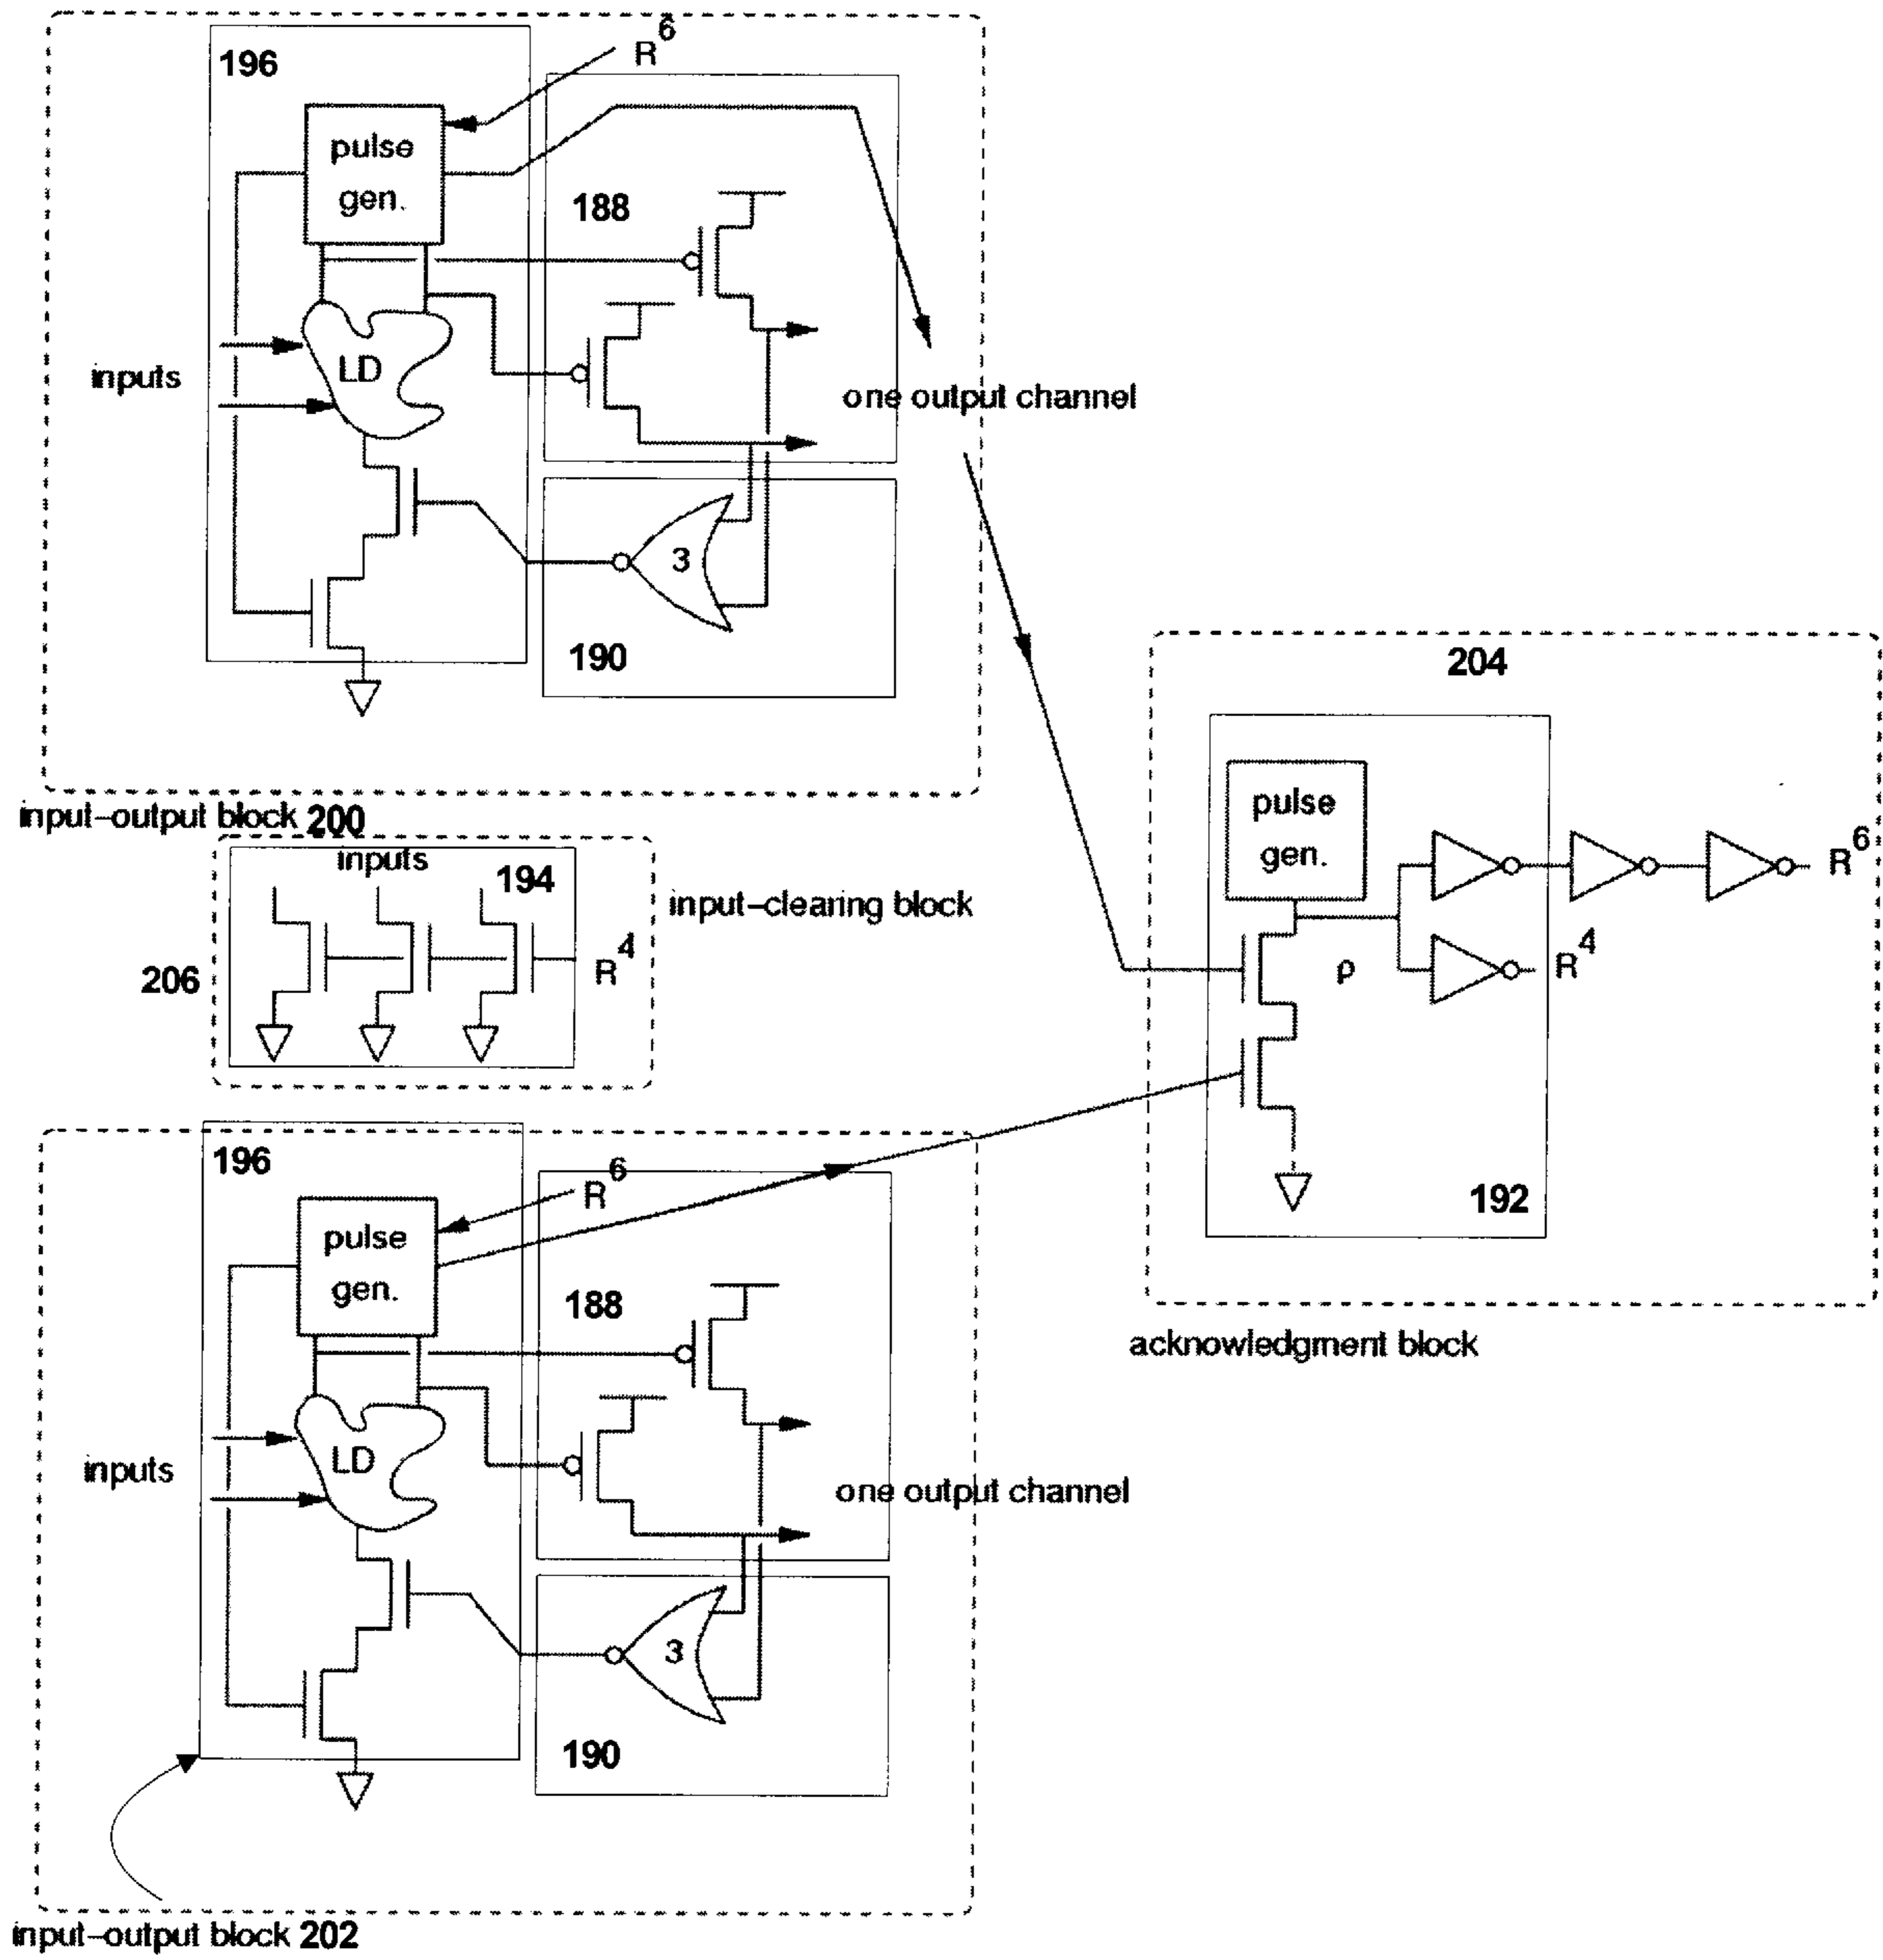 196
R6
pulse
gen.
188
inputs
LD
one output channel
3
190
input–output block 200
204
pulse
gen.
R6
R4
ρ
192
acknowledgment block
inputs
194
input–clearing block
206
R4
196
R6
pulse
gen.
188
inputs
LD
one output channel
3
190
input–output block 202